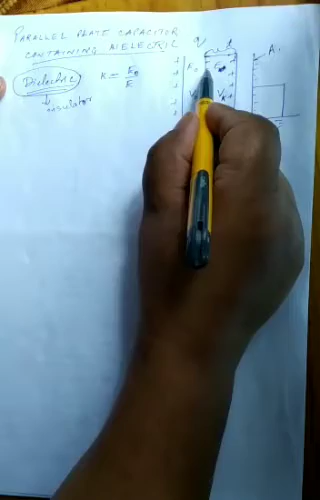 PARALLEL PLATE CAPACITOR
CONTAINING DIELECTRIC
Dielectric
insulator
K = E₀
E
q
A